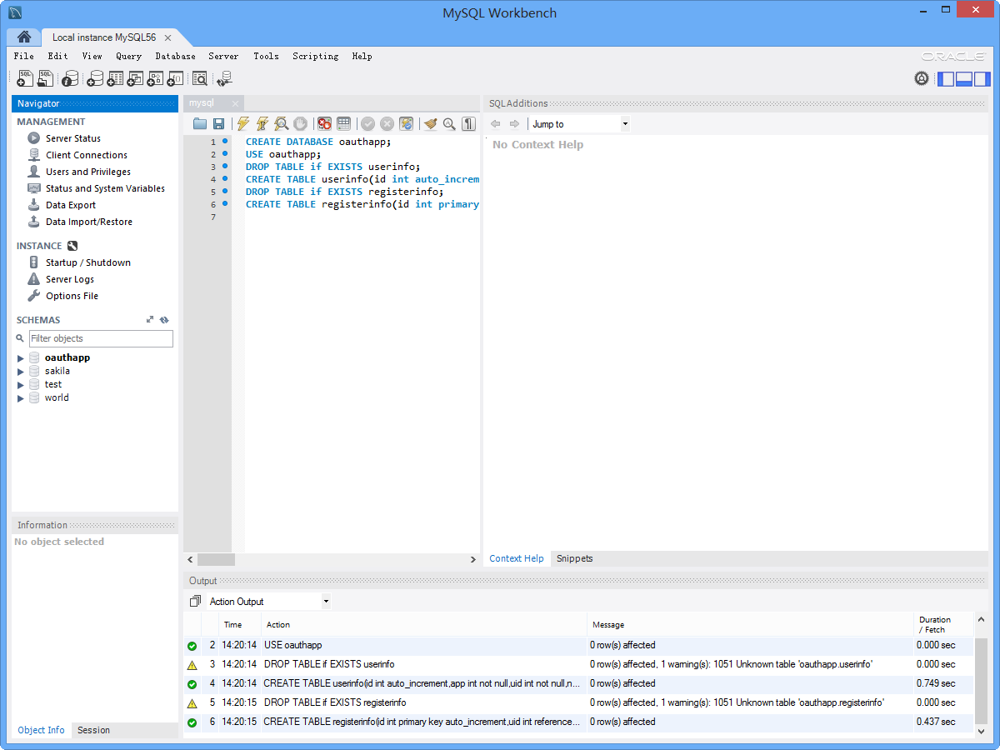 MySQL Workbench
Local instance MySQL56
File Edit View Query Database Server Tools Scripting Help
ORACLE
Navigator
MANAGEMENT
Server Status
Client Connections
Users and Privileges
Status and System Variables
Data Export
Data Import/Restore
INSTANCE
Startup / Shutdown
Server Logs
Options File
SCHEMAS
Filter objects
oauthapp
sakila
test
world
Information
No object selected
Object Info Session
mysql
1 CREATE DATABASE oauthapp;
2 USE oauthapp;
3 DROP TABLE if EXISTS userinfo;
4 CREATE TABLE userinfo(id int auto_increm
5 DROP TABLE if EXISTS registerinfo;
6 CREATE TABLE registerinfo(id int primary
7
SQLAdditions
Jump to
No Context Help
Context Help Snippets
Output
Action Output
Time Action Message Duration / Fetch
2 14:20:14 USE oauthapp 0 row(s) affected 0.000 sec
3 14:20:14 DROP TABLE if EXISTS userinfo 0 row(s) affected, 1 warning(s): 1051 Unknown table 'oauthapp.userinfo' 0.000 sec
4 14:20:14 CREATE TABLE userinfo(id int auto_increment,app int not null,uid int not null,n... 0 row(s) affected 0.749 sec
5 14:20:15 DROP TABLE if EXISTS registerinfo 0 row(s) affected, 1 warning(s): 1051 Unknown table 'oauthapp.registerinfo' 0.000 sec
6 14:20:15 CREATE TABLE registerinfo(id int primary key auto_increment,uid int reference... 0 row(s) affected 0.437 sec